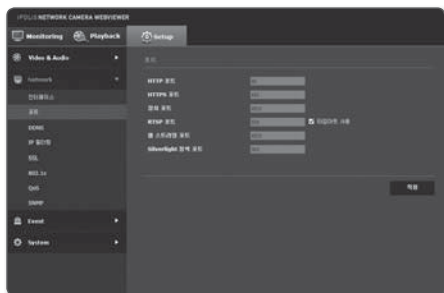 iPOLiS NETWORK CAMERA WEBVIEWER
Monitoring
Playback
Setup
Video & Audio
Network
인터페이스
포트
DDNS
IP 필터링
SSL
802.1x
QoS
SNMP
Event
System
포트
HTTP 포트
HTTPS 포트
장치 포트
RTSP 포트
타임아웃 사용
웹 스트리밍 포트
Silverlight 정책 포트
적용